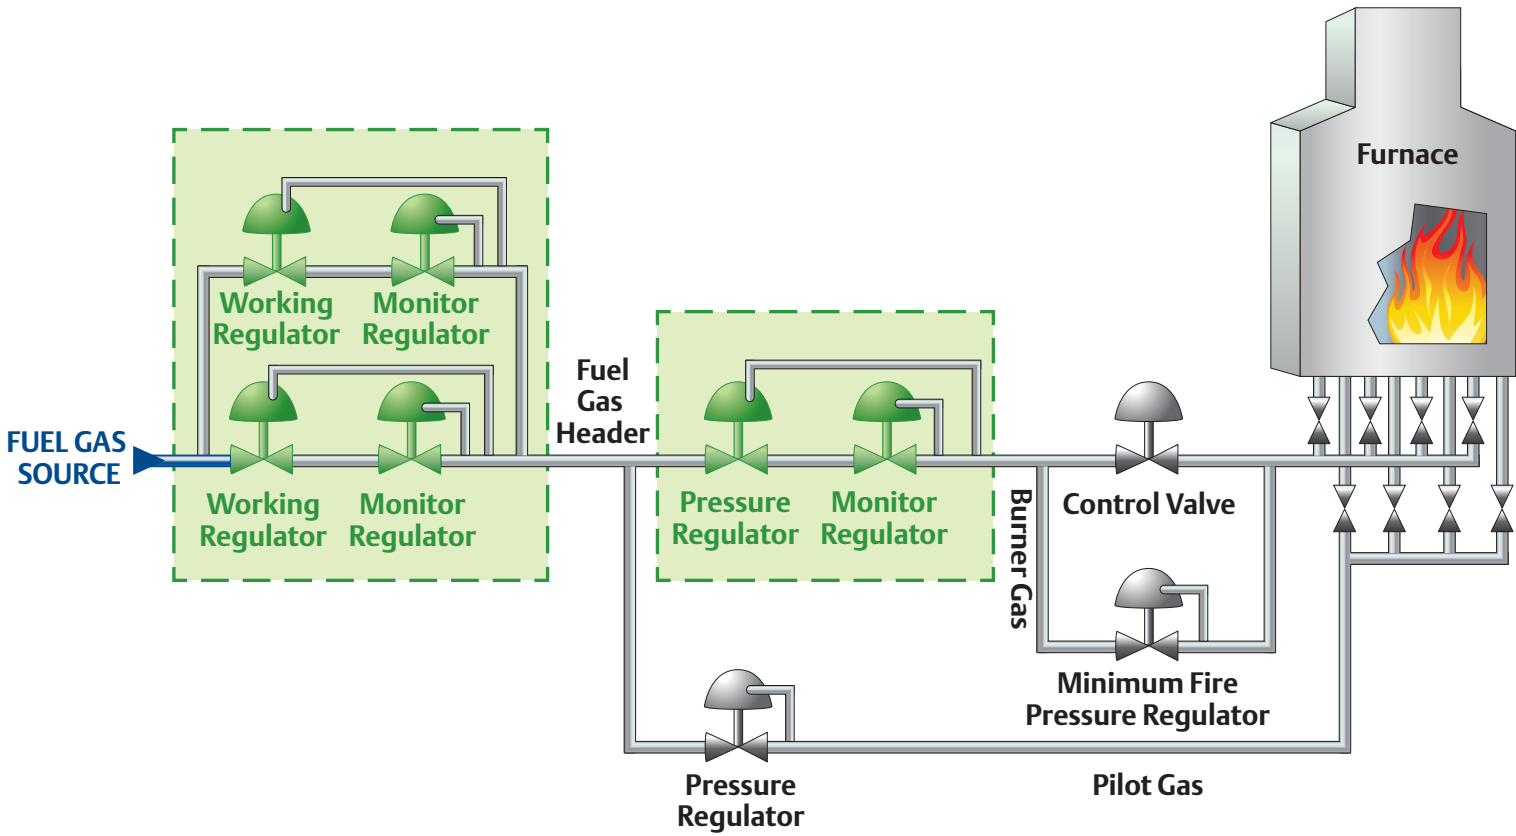 Furnace
Working
Regulator
Monitor
Regulator
Fuel
Gas
Header
FUEL GAS
SOURCE
Working
Regulator
Monitor
Regulator
Pressure
Regulator
Monitor
Regulator
Burner Gas
Control Valve
Minimum Fire
Pressure Regulator
Pressure
Regulator
Pilot Gas